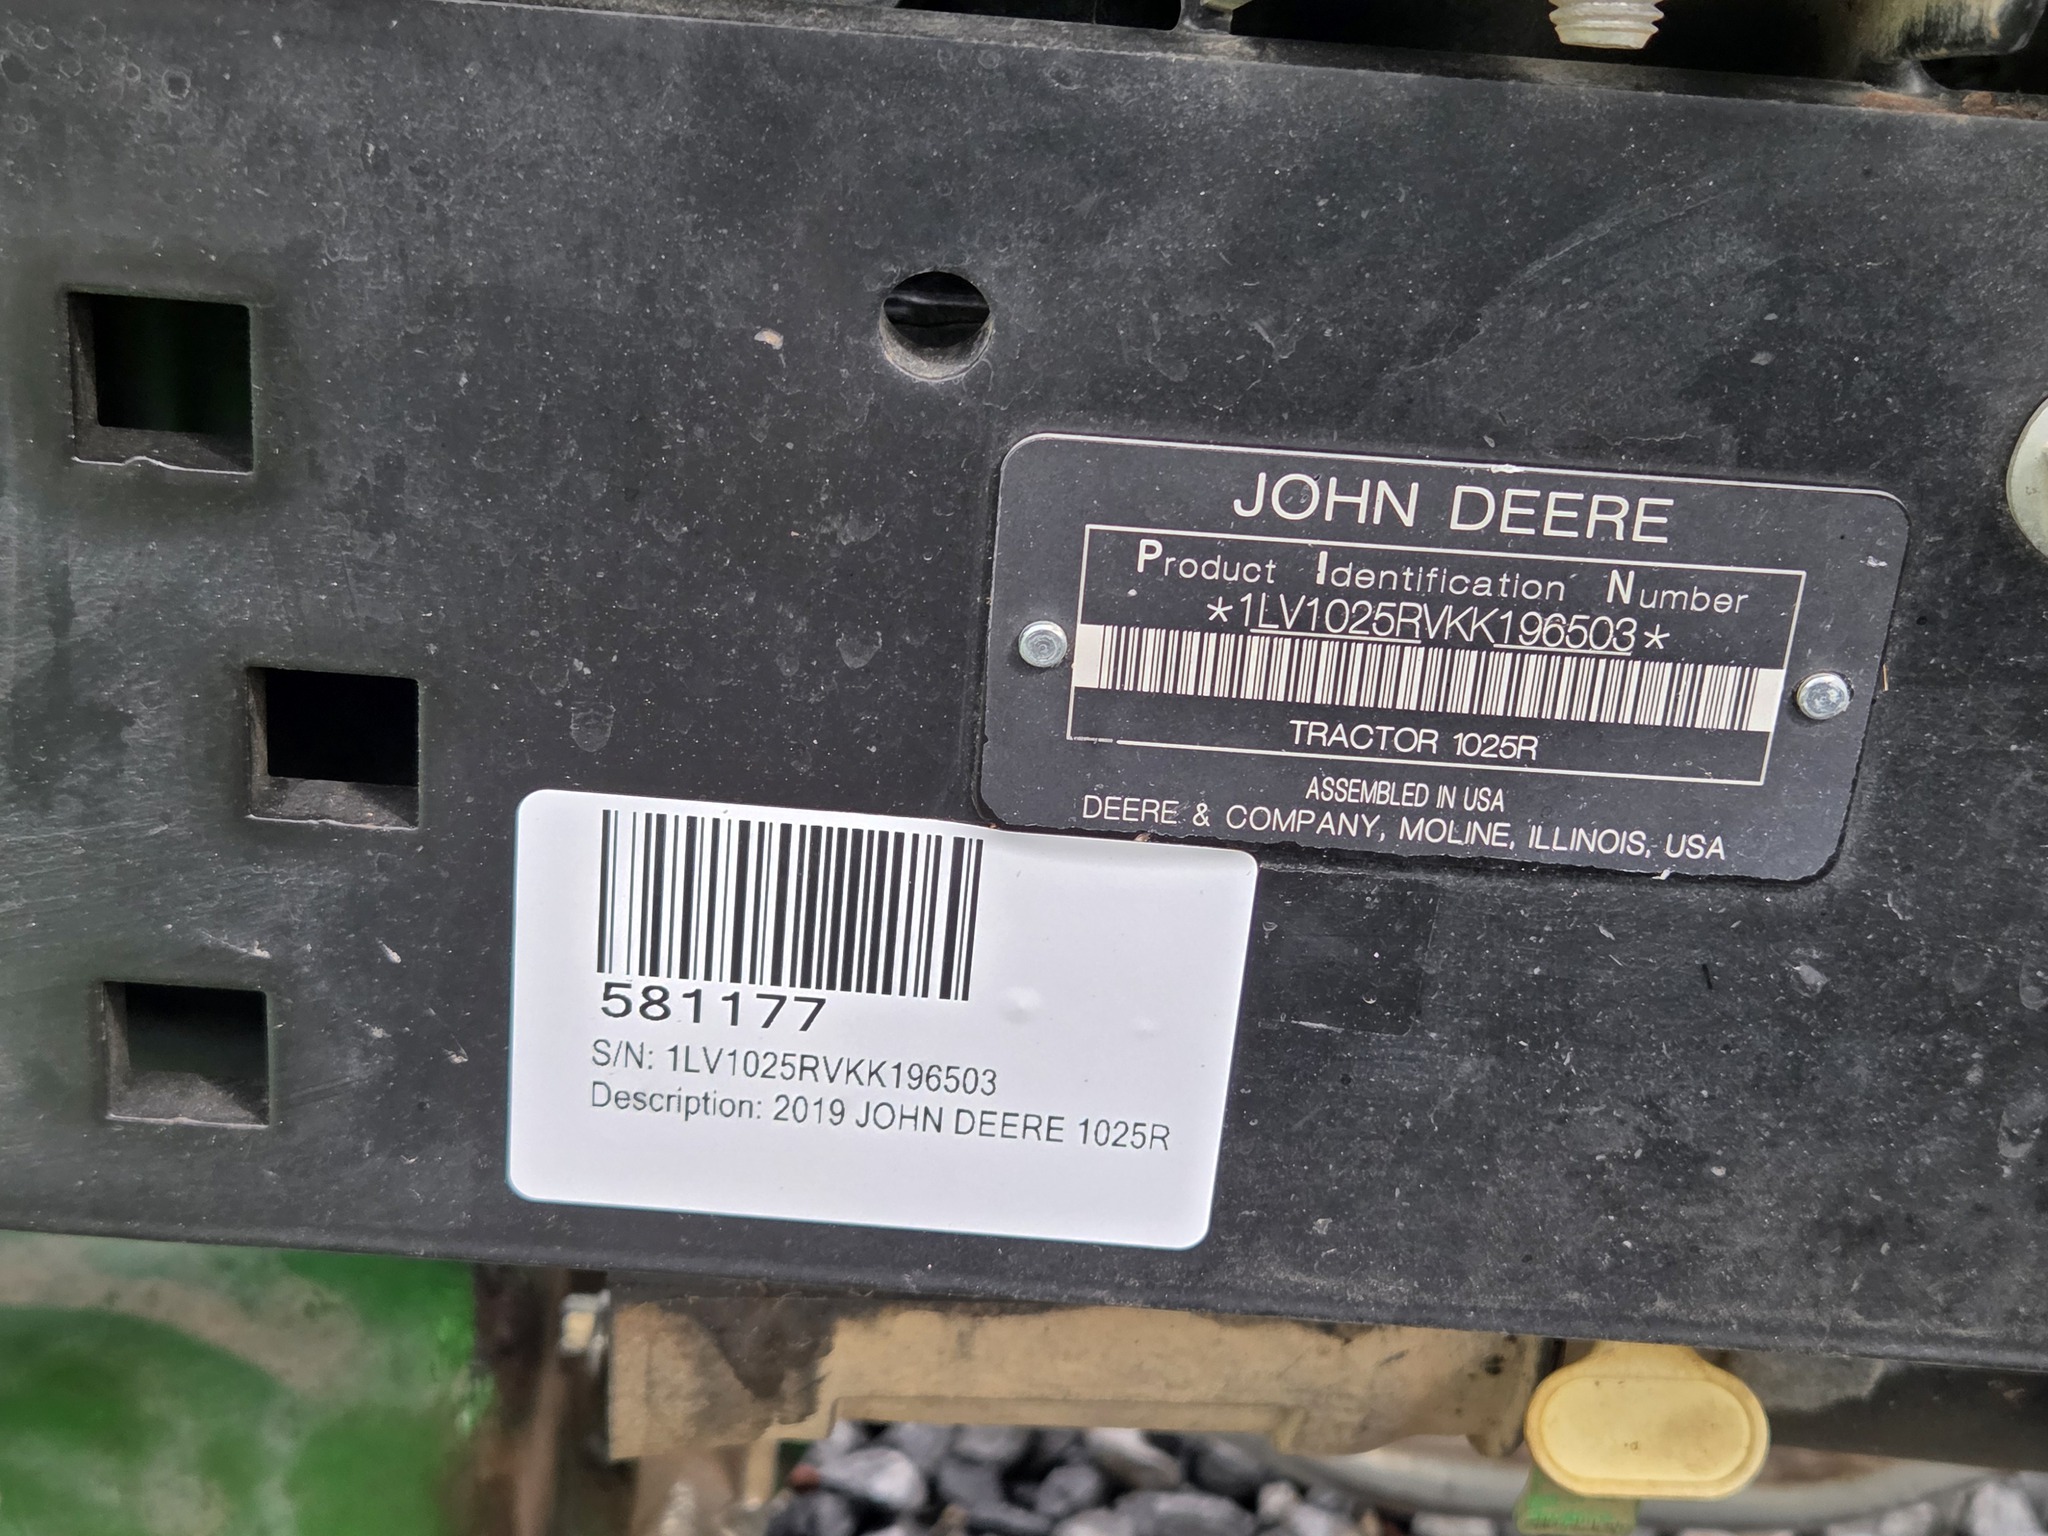 JOHN DEERE
Product Identification Number
*1LV1025RVKK196503*
TRACTOR 1025R
ASSEMBLED IN USA
DEERE & COMPANY, MOLINE, ILLINOIS, USA
581177
S/N: 1LV1025RVKK196503
Description: 2019 JOHN DEERE 1025R